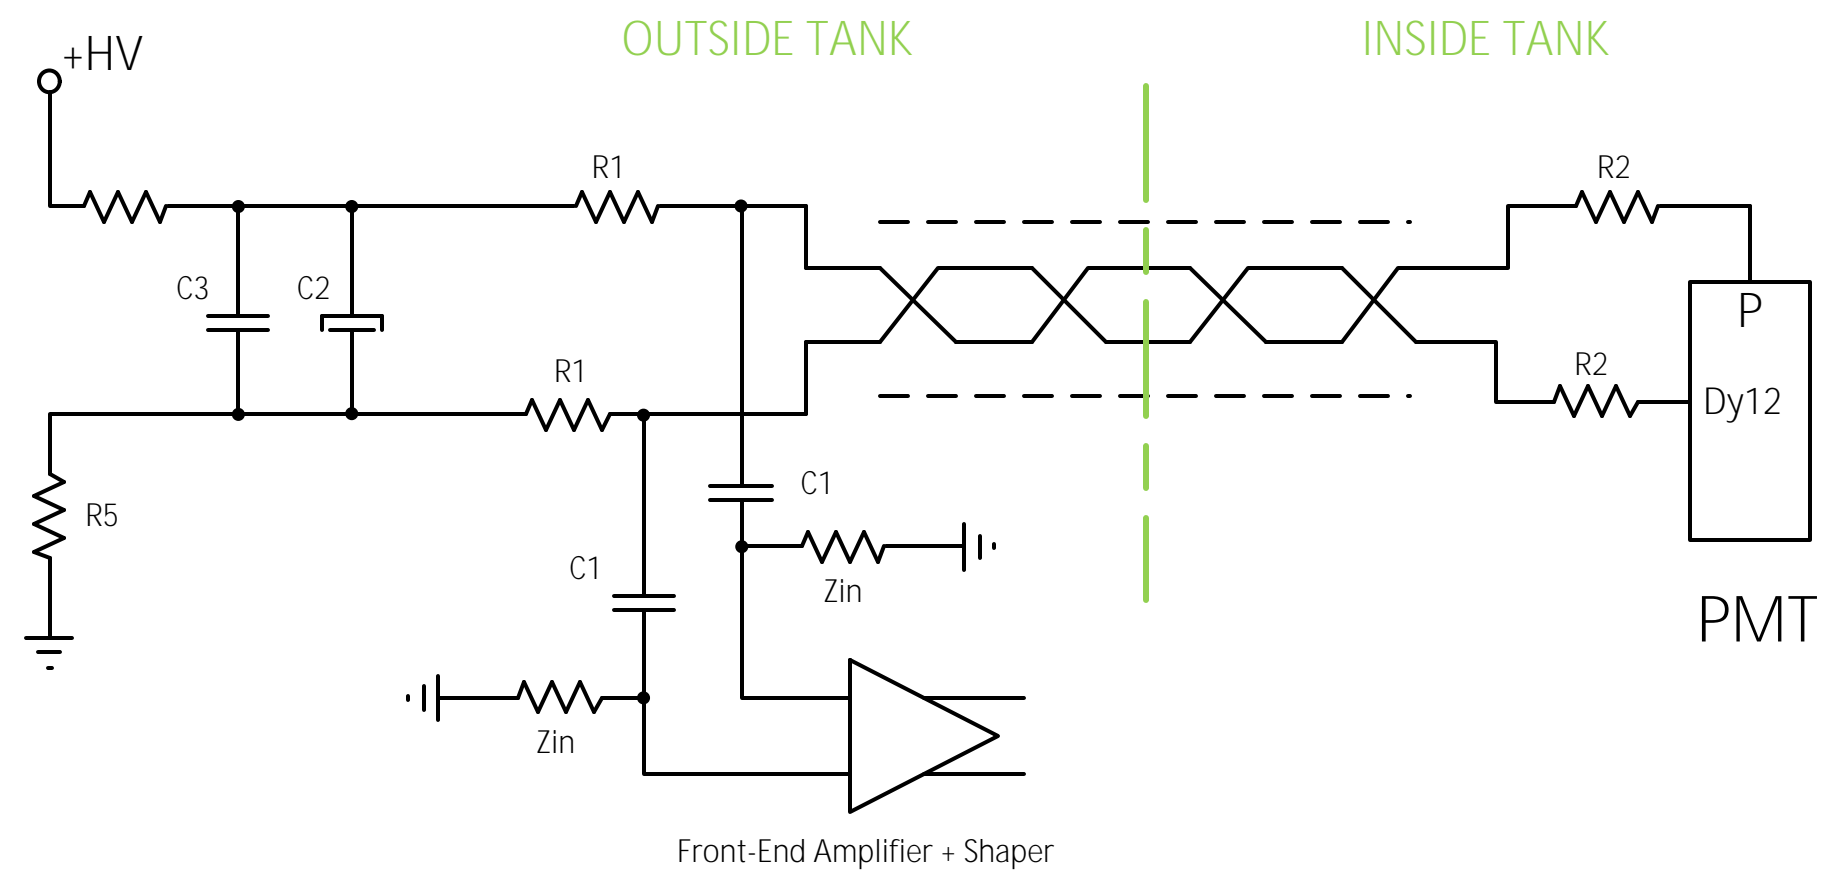 OUTSIDE TANK
INSIDE TANK
+HV
R1
R2
C3
C2
P
R1
R2
Dy12
C1
R5
C1
Zin
PMT
Zin
Front-End Amplifier + Shaper